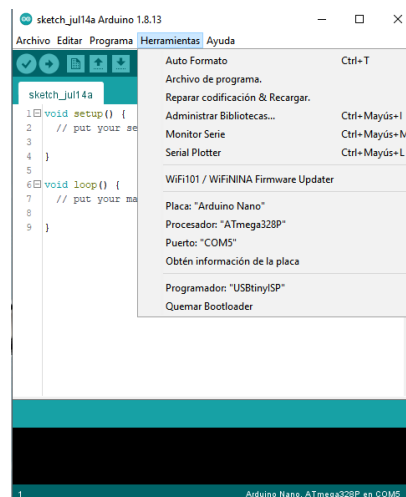 sketch_jul14a Arduino 1.8.13
Archivo Editar Programa Herramientas Ayuda
sketch_jul14a
1 void setup() {
2 // put your se
3
4 }
5
6 void loop() {
7 // put your ma
8
9 }
Auto Formato Ctrl+T
Archivo de programa.
Reparar codificación & Recargar.
Administrar Bibliotecas... Ctrl+Mayús+I
Monitor Serie Ctrl+Mayús+M
Serial Plotter Ctrl+Mayús+L
WiFi101 / WiFiNINA Firmware Updater
Placa: "Arduino Nano"
Procesador: "ATmega328P"
Puerto: "COM5"
Obtén información de la placa
Programador: "USBtinyISP"
Quemar Bootloader
1 Arduino Nano, ATmega328P en COM5